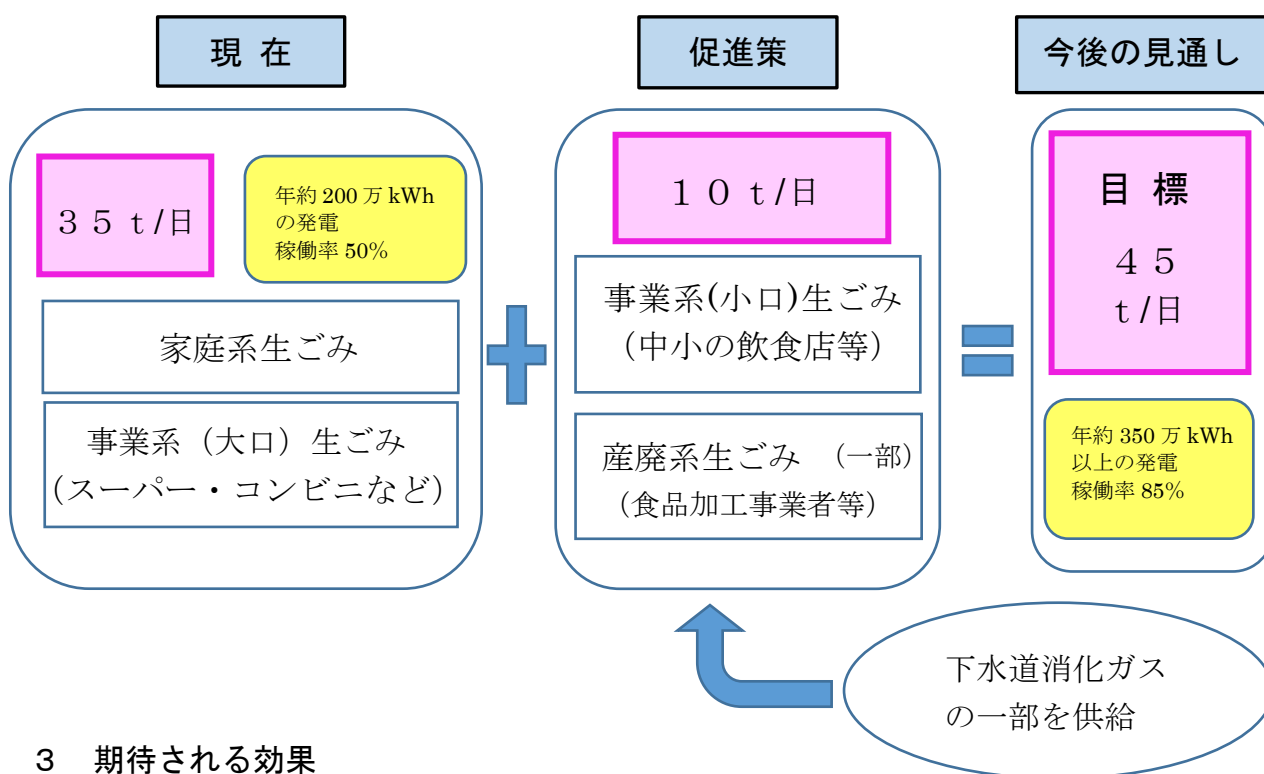 現 在
３５ｔ/日
年約 200 万 kWh
の発電
稼働率 50%
家庭系生ごみ
事業系（大口）生ごみ
（スーパー・コンビニなど）
促進策
１０ｔ/日
事業系(小口)生ごみ
（中小の飲食店等）
産廃系生ごみ （一部）
（食品加工事業者等）
今後の見通し
目 標
４５
ｔ/日
年約 350 万 kWh
以上の発電
稼働率 85%
下水道消化ガス
の一部を供給
３ 期待される効果